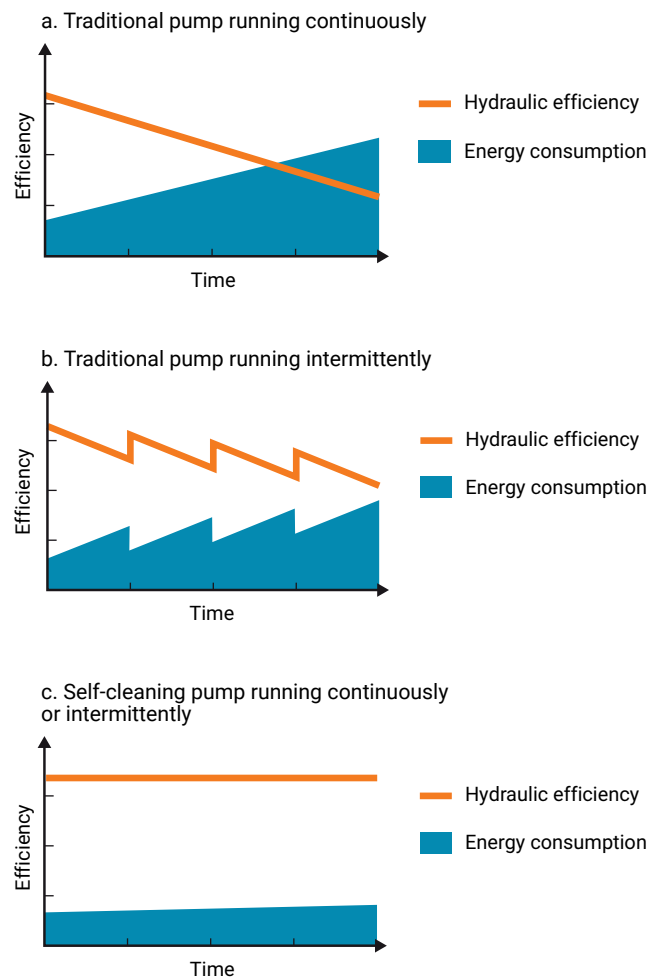 a. Traditional pump running continuously
Hydraulic efficiency
Energy consumption
Efficiency
Time
b. Traditional pump running intermittently
Hydraulic efficiency
Energy consumption
Efficiency
Time
c. Self-cleaning pump running continuously
or intermittently
Hydraulic efficiency
Energy consumption
Efficiency
Time